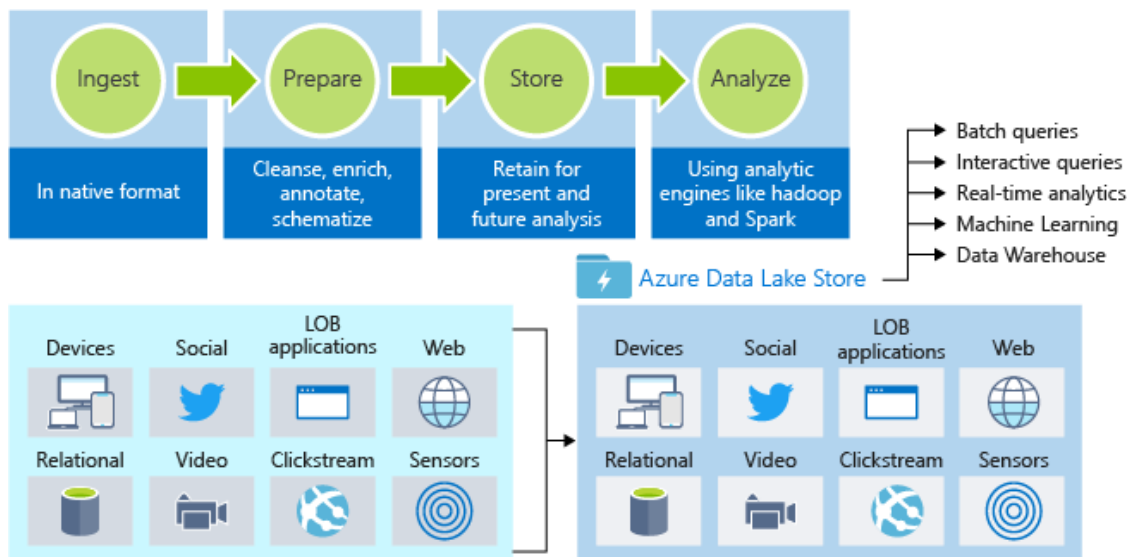 Ingest
Prepare
Store
Analyze
In native format
Cleanse, enrich,
annotate,
schematize
Retain for
present and
future analysis
Using analytic
engines like hadoop
and Spark
Batch queries
Interactive queries
Real-time analytics
Machine Learning
Data Warehouse
Azure Data Lake Store
Devices
Social
LOB
applications
Web
Relational
Video
Clickstream
Sensors
Devices
Social
LOB
applications
Web
Relational
Video
Clickstream
Sensors